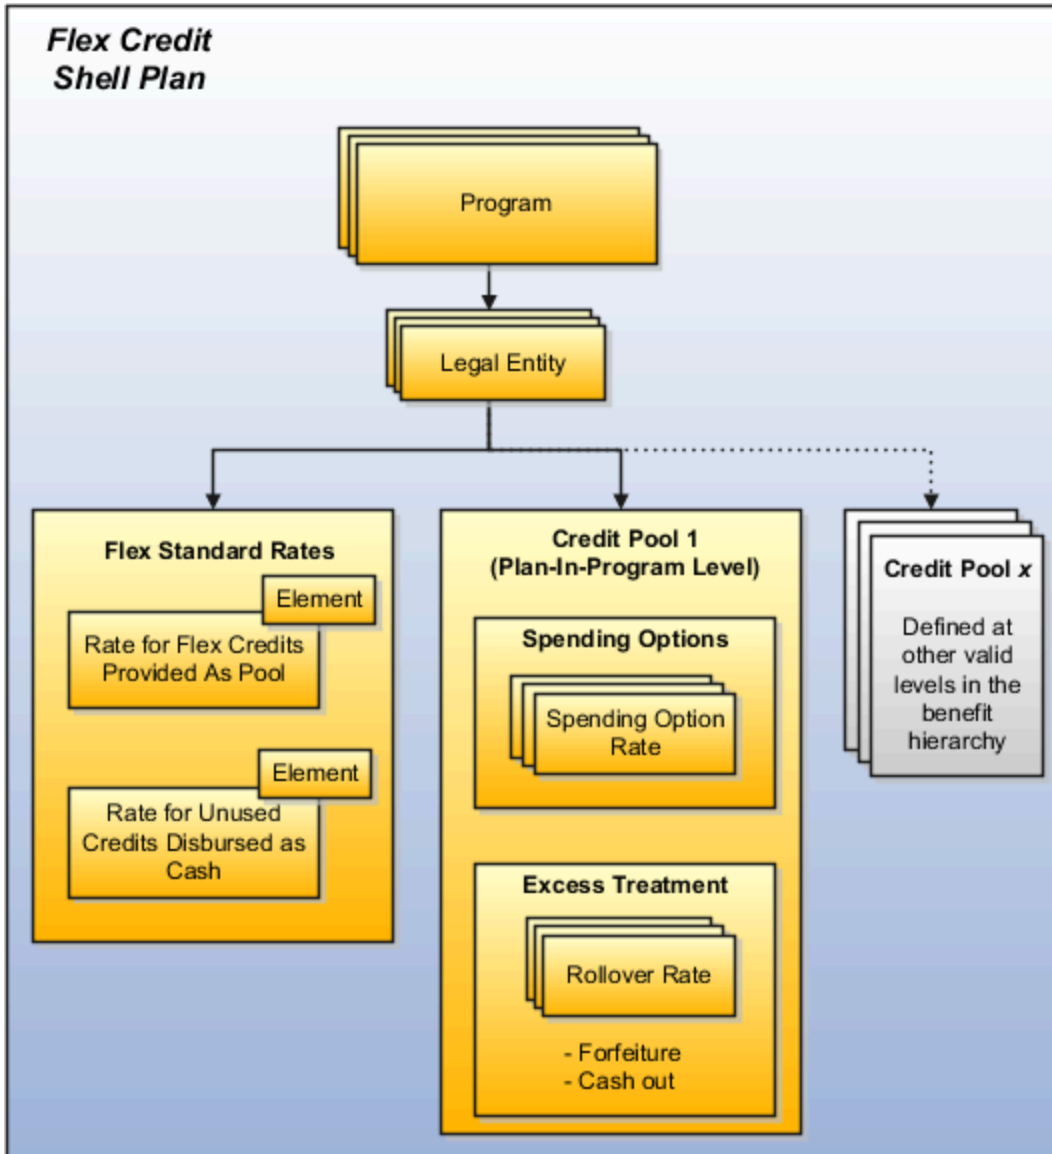 Flex Credit
Shell Plan
Program
Legal Entity
Flex Standard Rates
Element
Rate for Flex Credits
Provided As Pool
Element
Rate for Unused
Credits Disbursed as
Cash
Credit Pool 1
(Plan-In-Program Level)
Spending Options
Spending Option
Rate
Excess Treatment
Rollover Rate
- Forfeiture
- Cash out
Credit Pool x
Defined at
other valid
levels in the
benefit
hierarchy